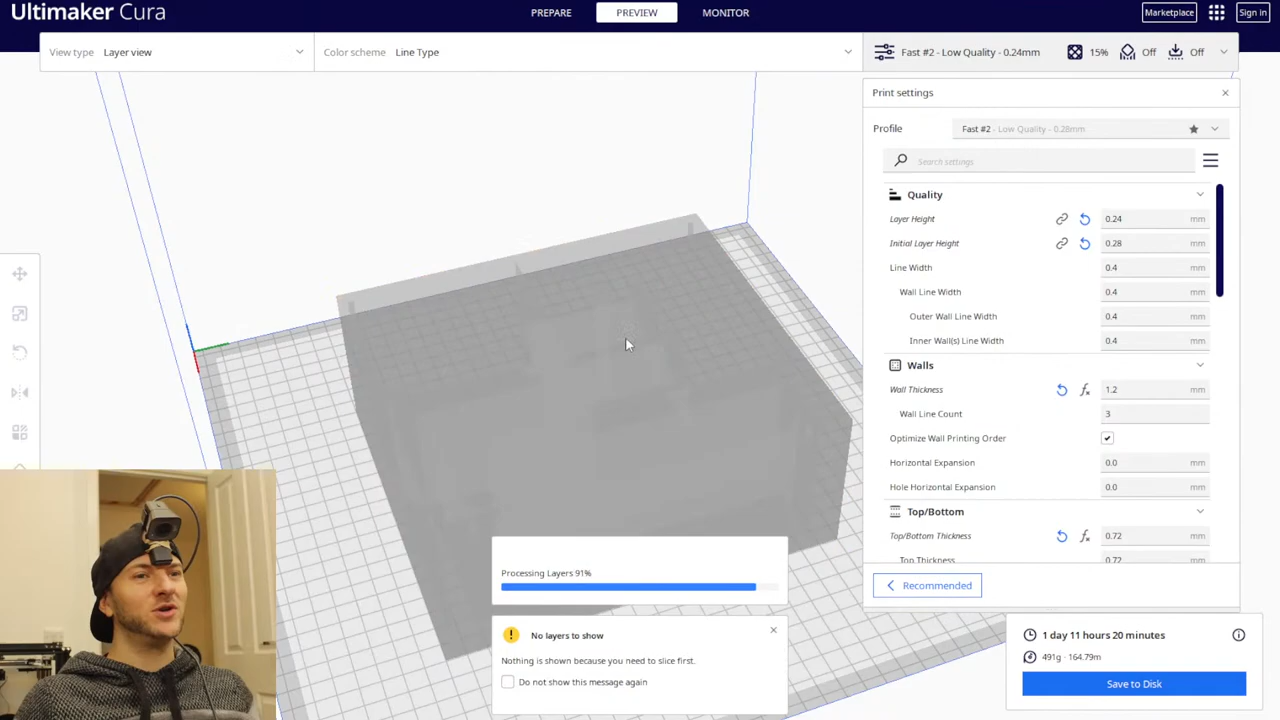 Ultimaker Cura
PREPARE
PREVIEW
MONITOR
Marketplace
Sign in
View type
Layer view
Color scheme
Line Type
Fast #2 - Low Quality - 0.24mm
15%
Off
Off
Print settings
Profile
Fast #2 - Low Quality - 0.28mm
Search settings
Quality
Layer Height
0.24 mm
Initial Layer Height
0.28 mm
Line Width
0.4 mm
Wall Line Width
0.4 mm
Outer Wall Line Width
0.4 mm
Inner Wall(s) Line Width
0.4 mm
Walls
Wall Thickness
1.2 mm
Wall Line Count
3
Optimize Wall Printing Order
Horizontal Expansion
0.0 mm
Hole Horizontal Expansion
0.0 mm
Top/Bottom
Top/Bottom Thickness
0.72 mm
Top Thickness
0.72 mm
Recommended
Processing Layers 91%
No layers to show
Nothing is shown because you need to slice first.
Do not show this message again
1 day 11 hours 20 minutes
491g · 164.79m
Save to Disk